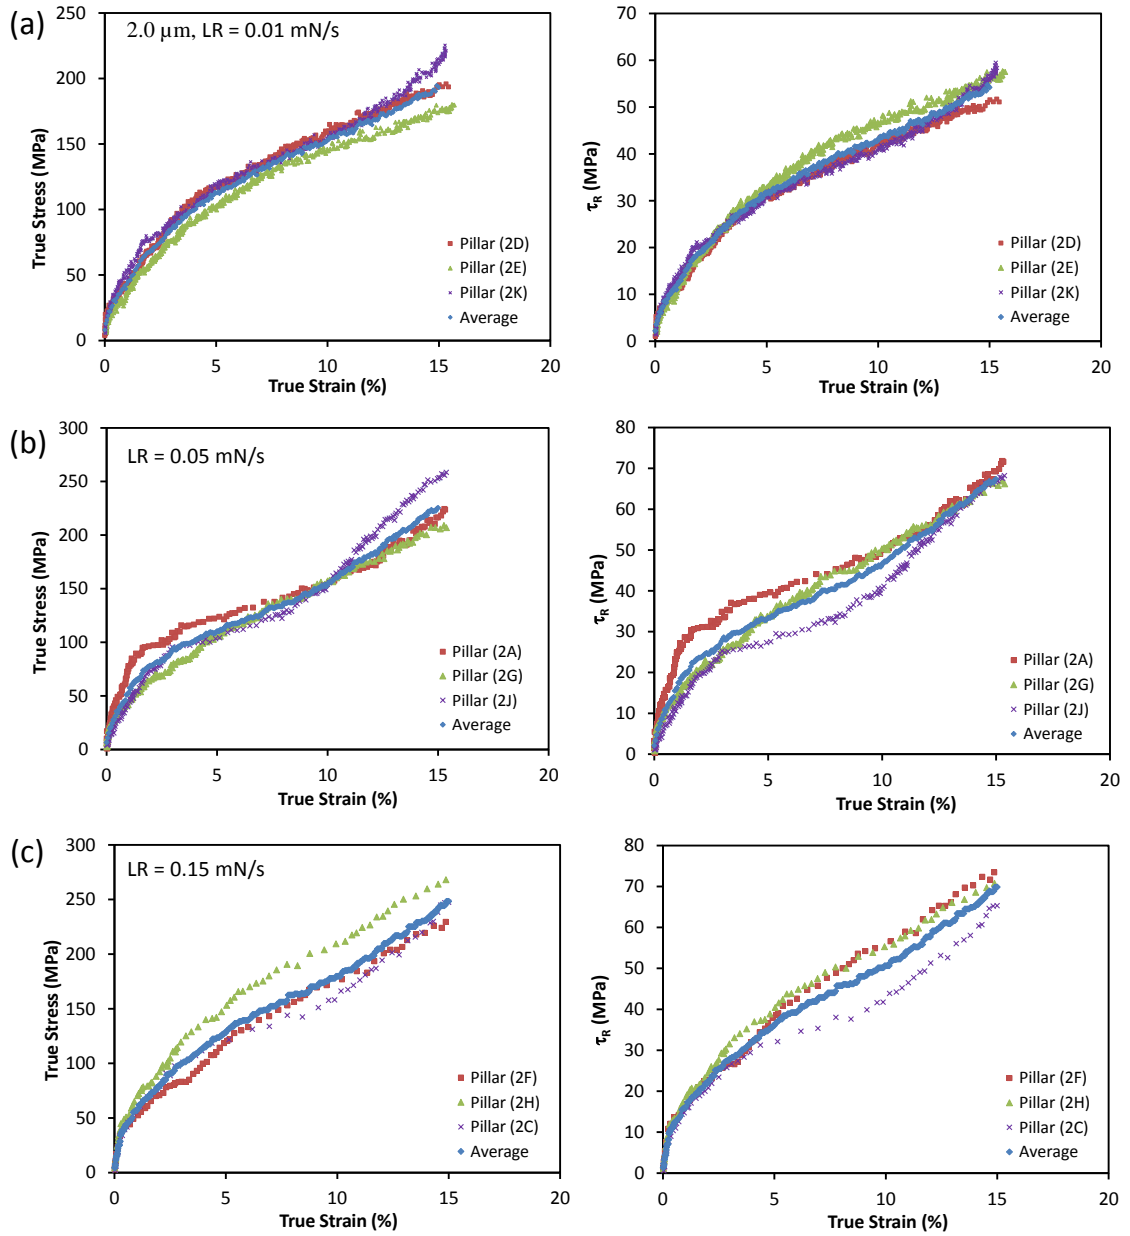 (a)
2.0 µm, LR = 0.01 mN/s
True Stress (MPa)
250
200
150
100
50
0
0 5 10 15 20
True Strain (%)
Pillar (2D)
Pillar (2E)
Pillar (2K)
Average
τR (MPa)
70
60
50
40
30
20
10
0
0 5 10 15 20
True Strain (%)
Pillar (2D)
Pillar (2E)
Pillar (2K)
Average
(b)
LR = 0.05 mN/s
True Stress (MPa)
300
250
200
150
100
50
0
0 5 10 15 20
True Strain (%)
Pillar (2A)
Pillar (2G)
Pillar (2J)
Average
τR (MPa)
80
70
60
50
40
30
20
10
0
0 5 10 15 20
True Strain (%)
Pillar (2A)
Pillar (2G)
Pillar (2J)
Average
(c)
LR = 0.15 mN/s
True Stress (MPa)
300
250
200
150
100
50
0
0 5 10 15 20
True Strain (%)
Pillar (2F)
Pillar (2H)
Pillar (2C)
Average
τR (MPa)
80
70
60
50
40
30
20
10
0
0 5 10 15 20
True Strain (%)
Pillar (2F)
Pillar (2H)
Pillar (2C)
Average